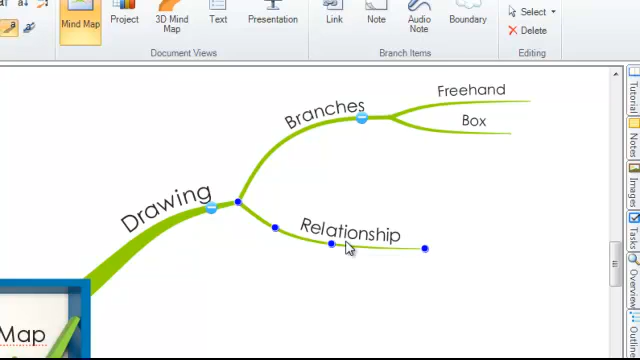 Mind Map
Project
3D Mind
Map
Text
Presentation
Link
Note
Audio
Note
Boundary
Select
Delete
Document Views
Branch Items
Editing
Freehand
Branches
Box
Drawing
Relationship
Map
Tutorial
Notes
Images
Tasks
Overview
Outline